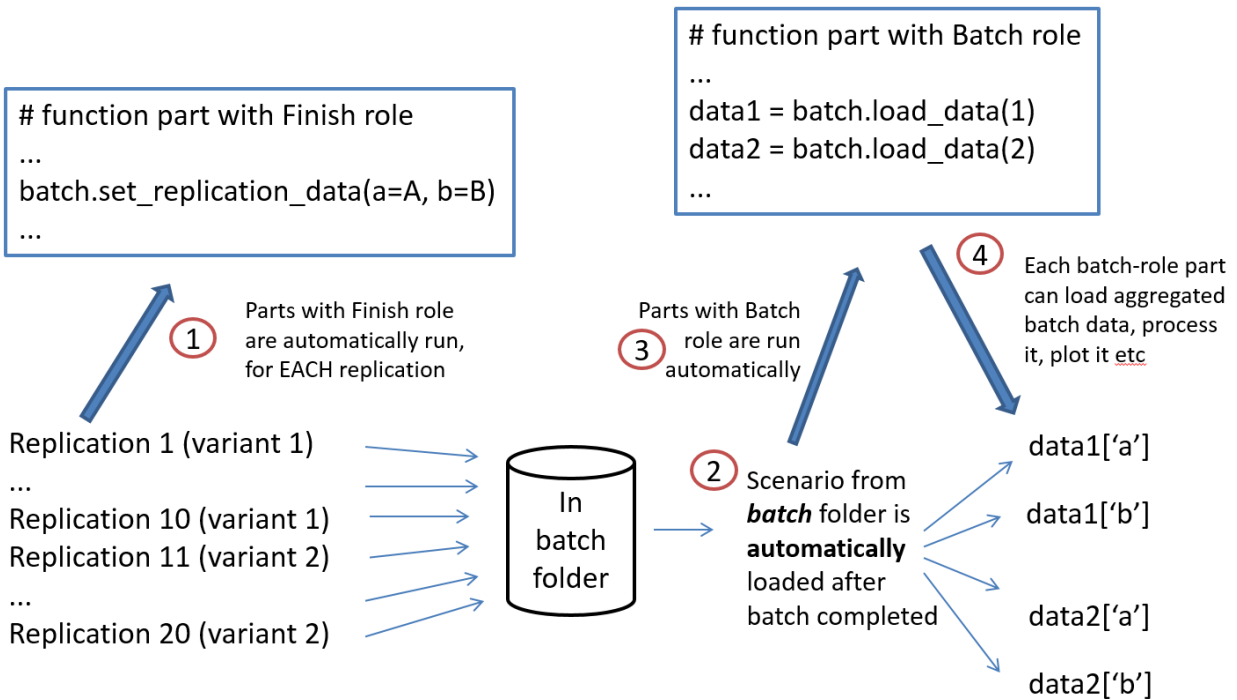 # function part with Finish role
...
batch.set_replication_data(a=A, b=B)
...
# function part with Batch role
...
data1 = batch.load_data(1)
data2 = batch.load_data(2)
...
1
Parts with Finish role
are automatically run,
for EACH replication
3
Parts with Batch
role are run
automatically
4
Each batch-role part
can load aggregated
batch data, process
it, plot it etc
Replication 1 (variant 1)
...
Replication 10 (variant 1)
Replication 11 (variant 2)
...
Replication 20 (variant 2)
In
batch
folder
2
Scenario from
batch folder is
automatically
loaded after
batch completed
data1[‘a’]
data1[‘b’]
data2[‘a’]
data2[‘b’]